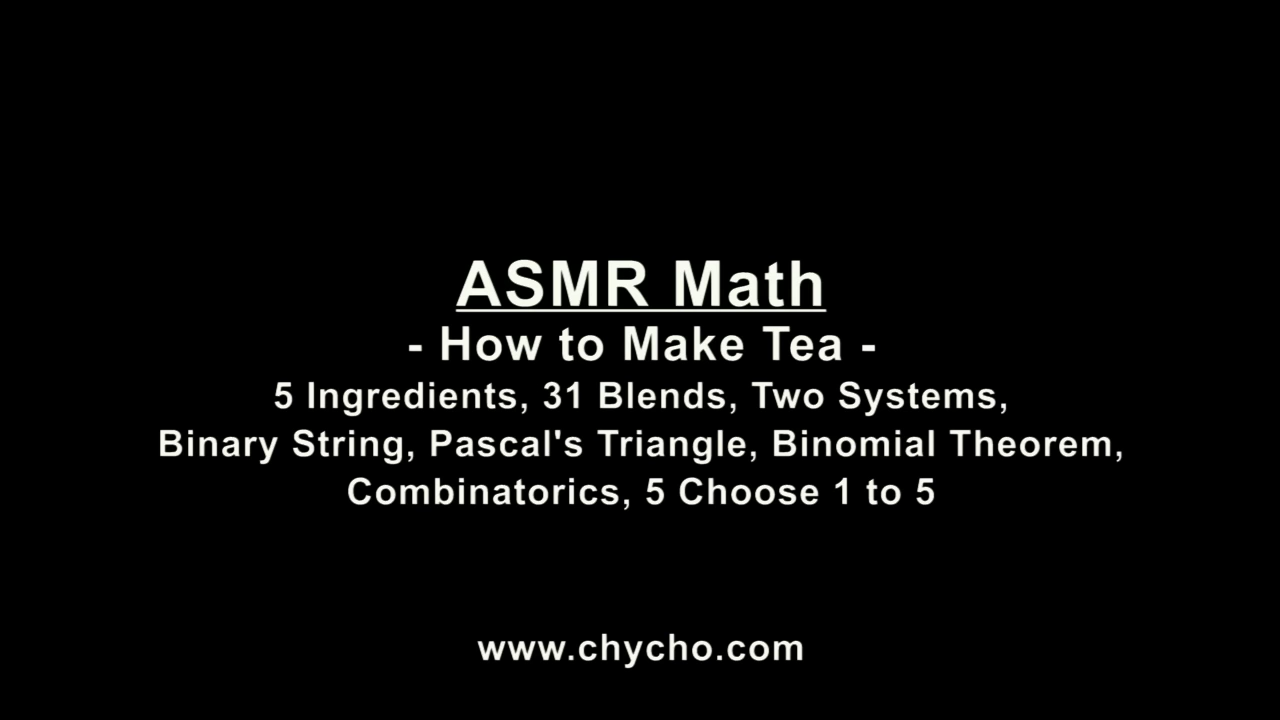 ASMR Math
- How to Make Tea -
5 Ingredients, 31 Blends, Two Systems,
Binary String, Pascal's Triangle, Binomial Theorem,
Combinatorics, 5 Choose 1 to 5
www.chycho.com